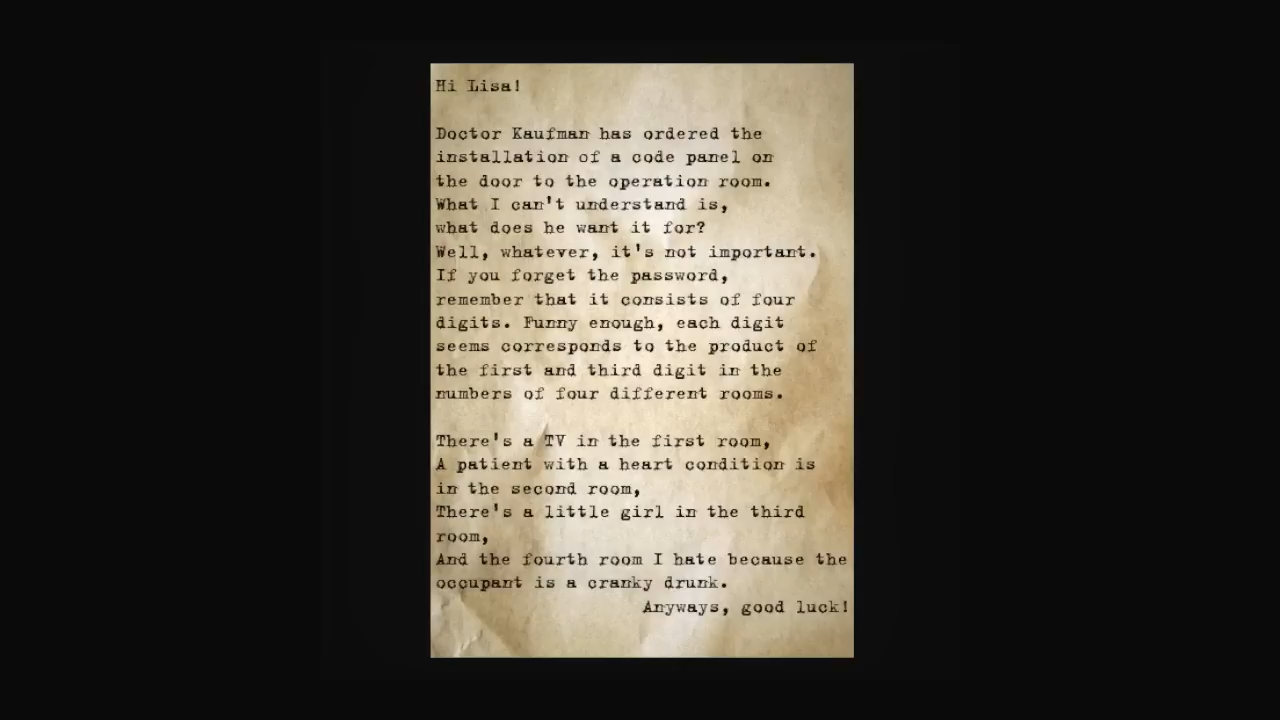 Hi Lisa!
Doctor Kaufman has ordered the
installation of a code panel on
the door to the operation room.
What I can't understand is,
what does he want it for?
Well, whatever, it's not important.
If you forget the password,
remember that it consists of four
digits. Funny enough, each digit
seems corresponds to the product of
the first and third digit in the
numbers of four different rooms.
There's a TV in the first room,
A patient with a heart condition is
in the second room,
There's a little girl in the third
room,
And the fourth room I hate because the
occupant is a cranky drunk.
Anyways, good luck!